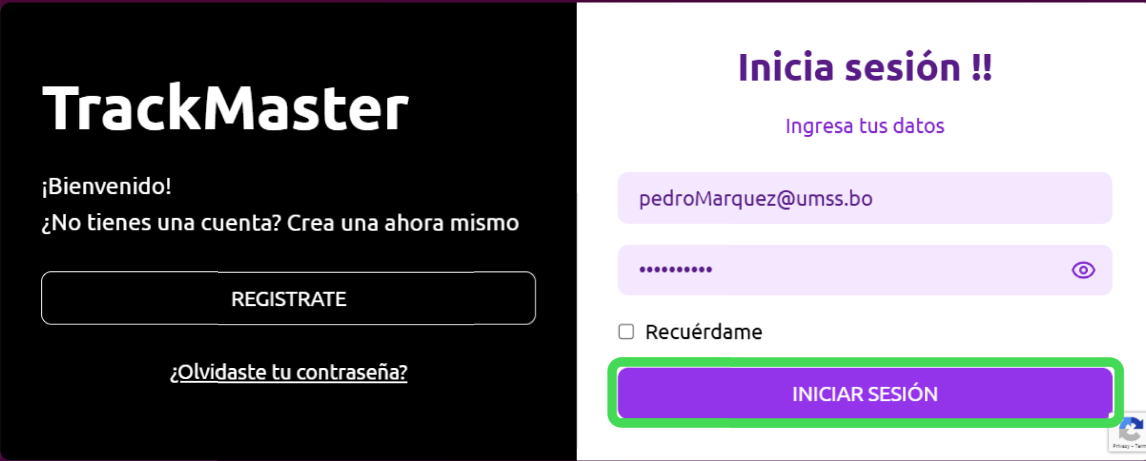 TrackMaster
¡Bienvenido!
¿No tienes una cuenta? Crea una ahora mismo
REGISTRATE
¿Olvidaste tu contraseña?
Inicia sesión !!
Ingresa tus datos
pedroMarquez@umss.bo
••••••••••
Recuérdame
INICIAR SESIÓN
Privacy - Term